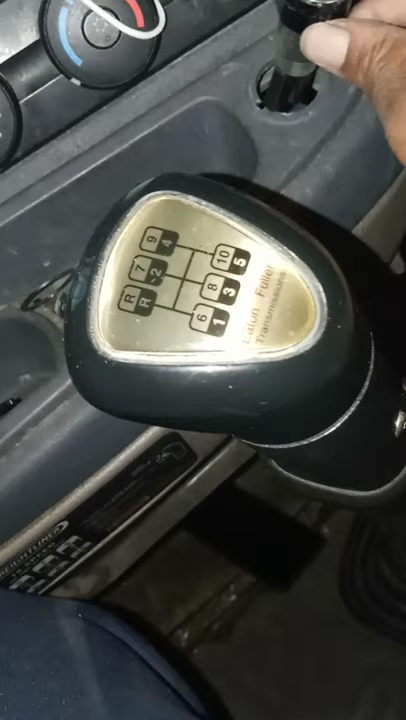 R R
7 2
9 4
6 1
8 3
10 5
Eaton Fuller
Transmissions
FREIGHTLINER